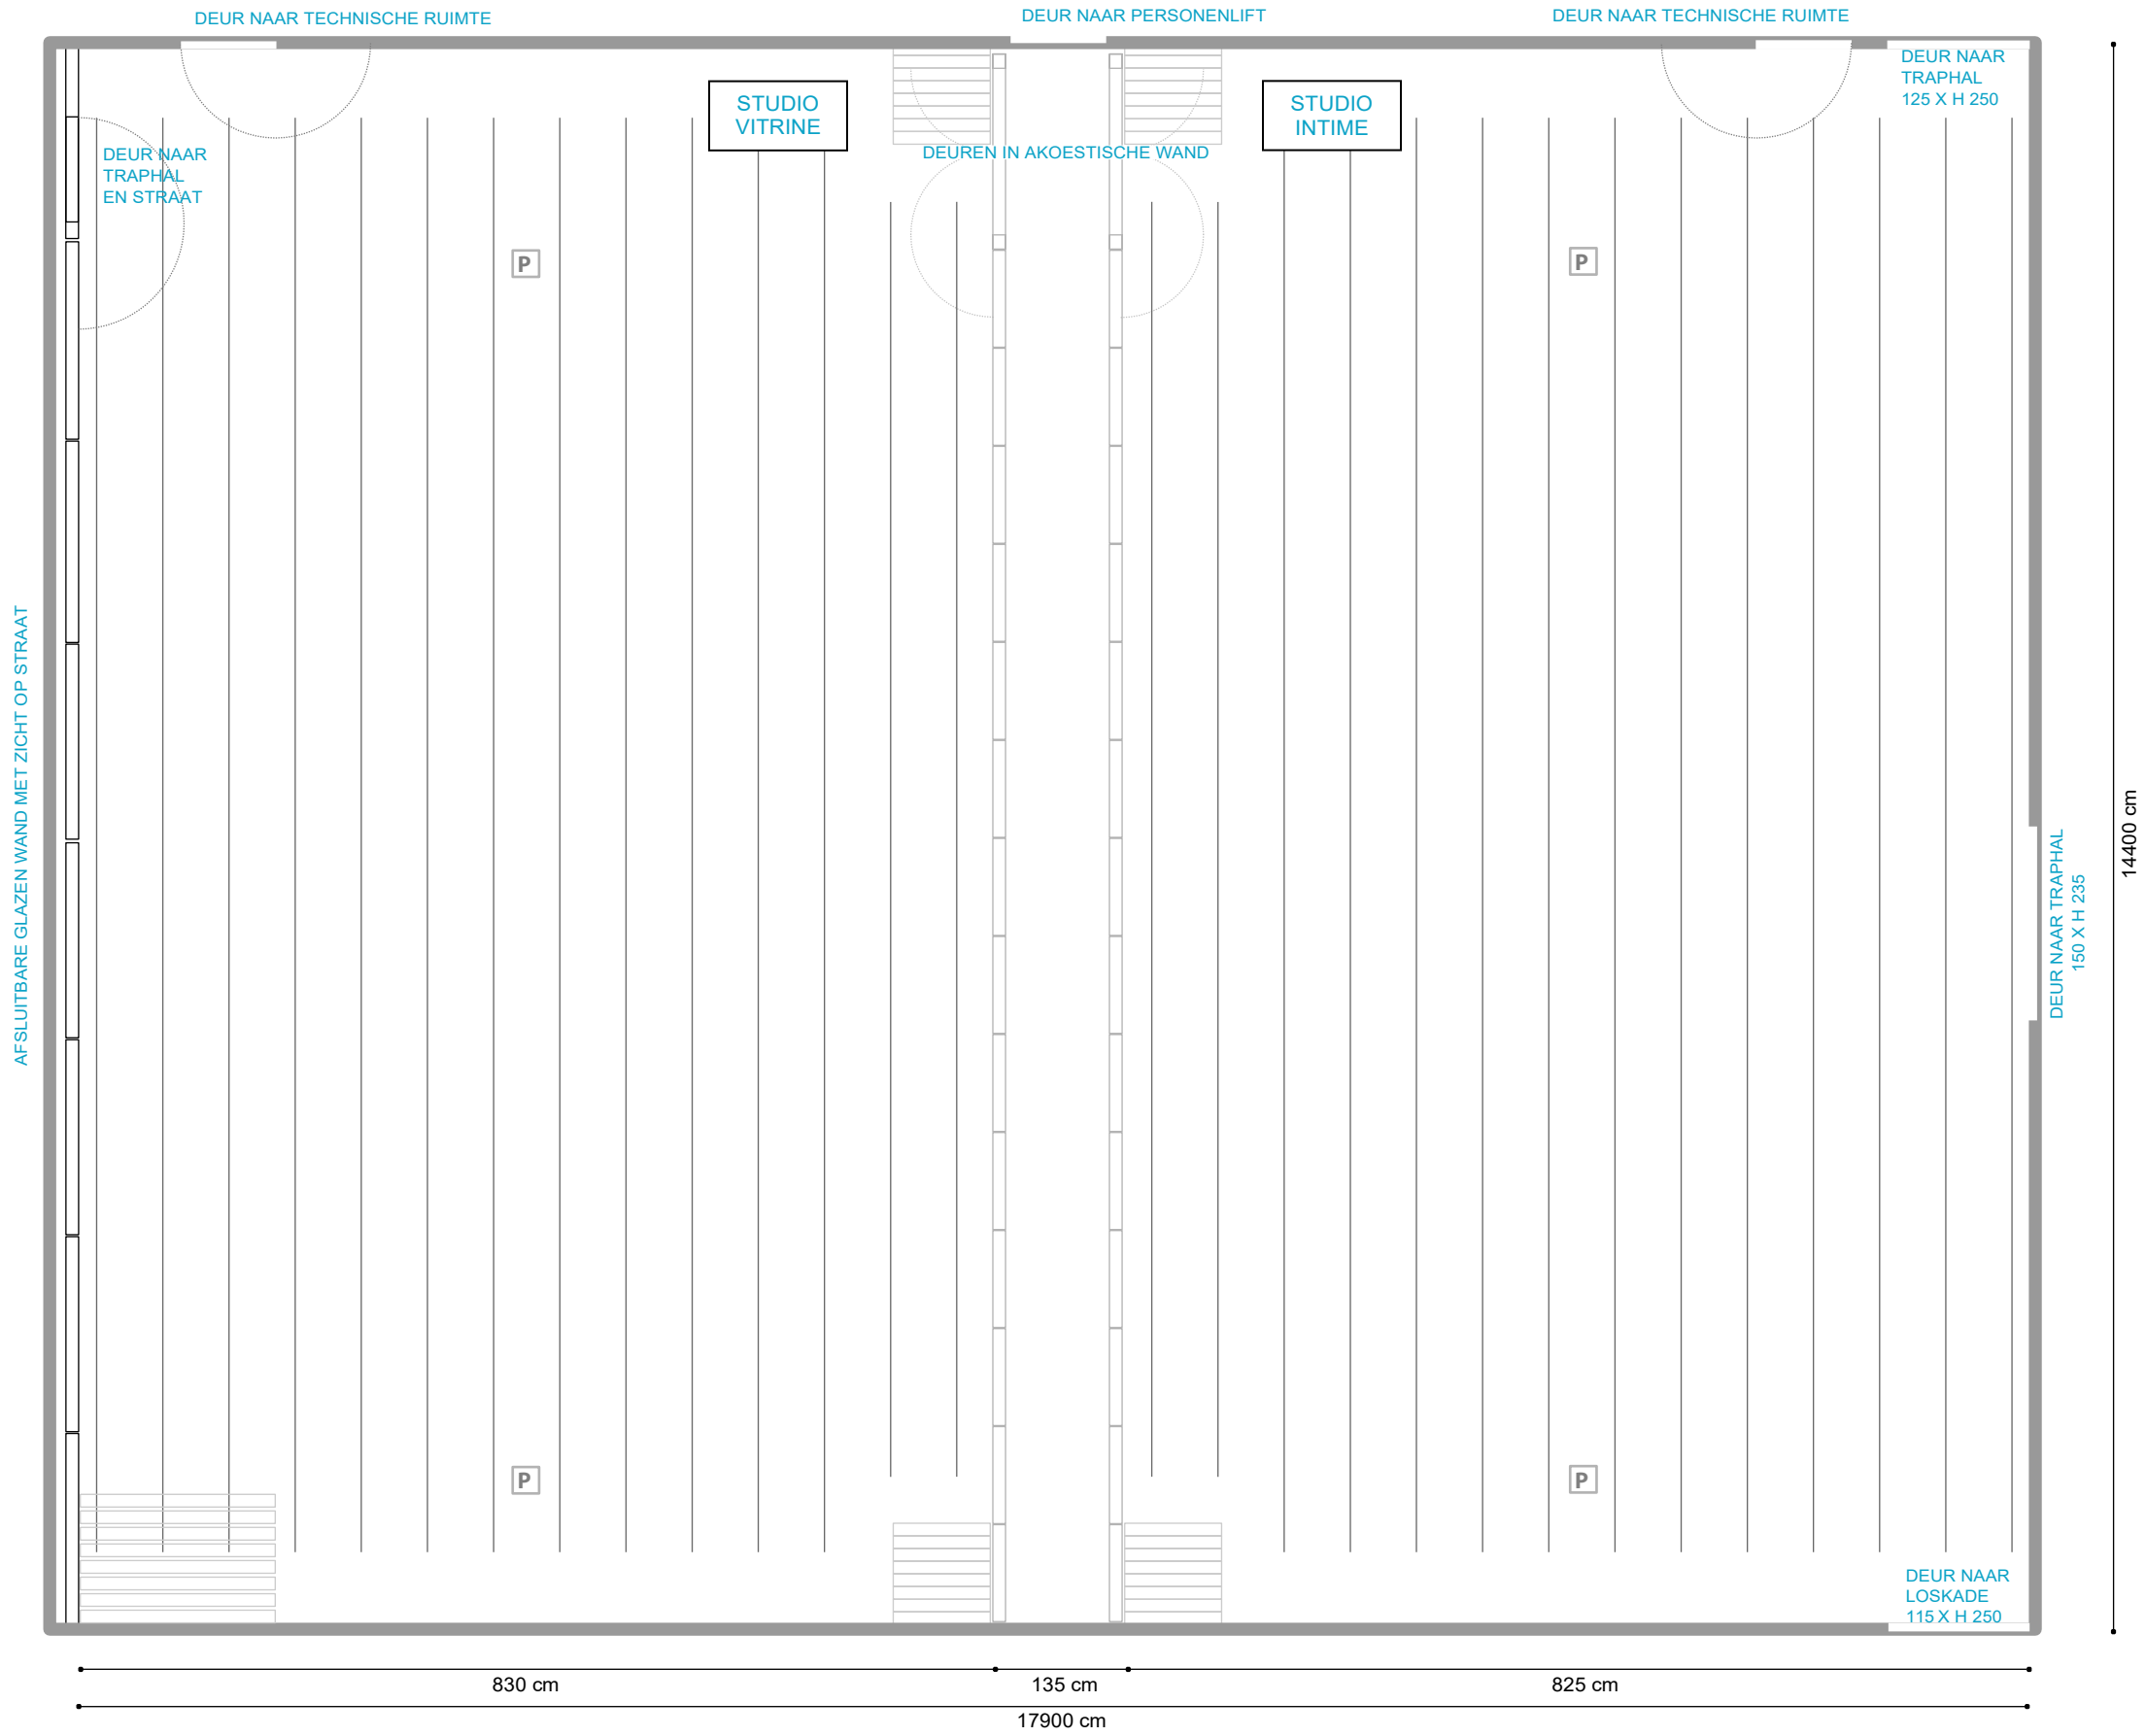 DEUR NAAR TECHNISCHE RUIMTE
DEUR NAAR PERSONENLIFT
DEUR NAAR TECHNISCHE RUIMTE
DEUR NAAR
TRAPHAL
125 X H 250
STUDIO
VITRINE
STUDIO
INTIME
DEUR NAAR
TRAPHAL
EN STRAAT
DEUREN IN AKOESTISCHE WAND
P
P
AFSLUITBARE GLAZEN WAND MET ZICHT OP STRAAT
DEUR NAAR TRAPHAL
150 X H 235
14400 cm
P
P
DEUR NAAR
LOSKADE
115 X H 250
830 cm
135 cm
825 cm
17900 cm